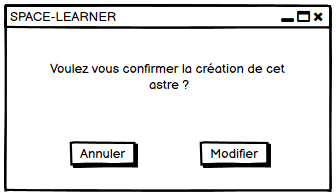 SPACE-LEARNER
Voulez vous confirmer la création de cet
astre ?
Annuler
Modifier